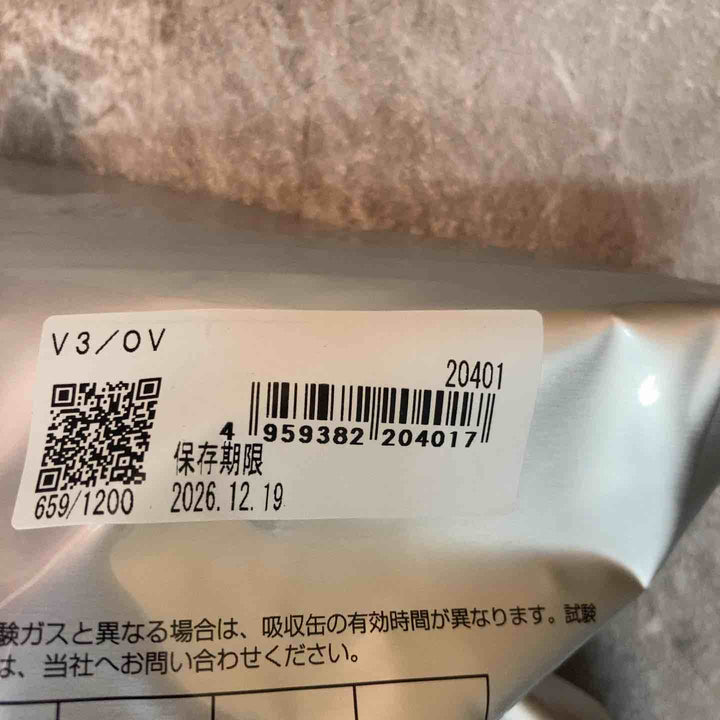 V3/OV
20401
4 959382 204017
保存期限
659/1200
2026.12.19
験ガスと異なる場合は、吸収缶の有効時間が異なります。試験
は、当社へお問い合わせください。